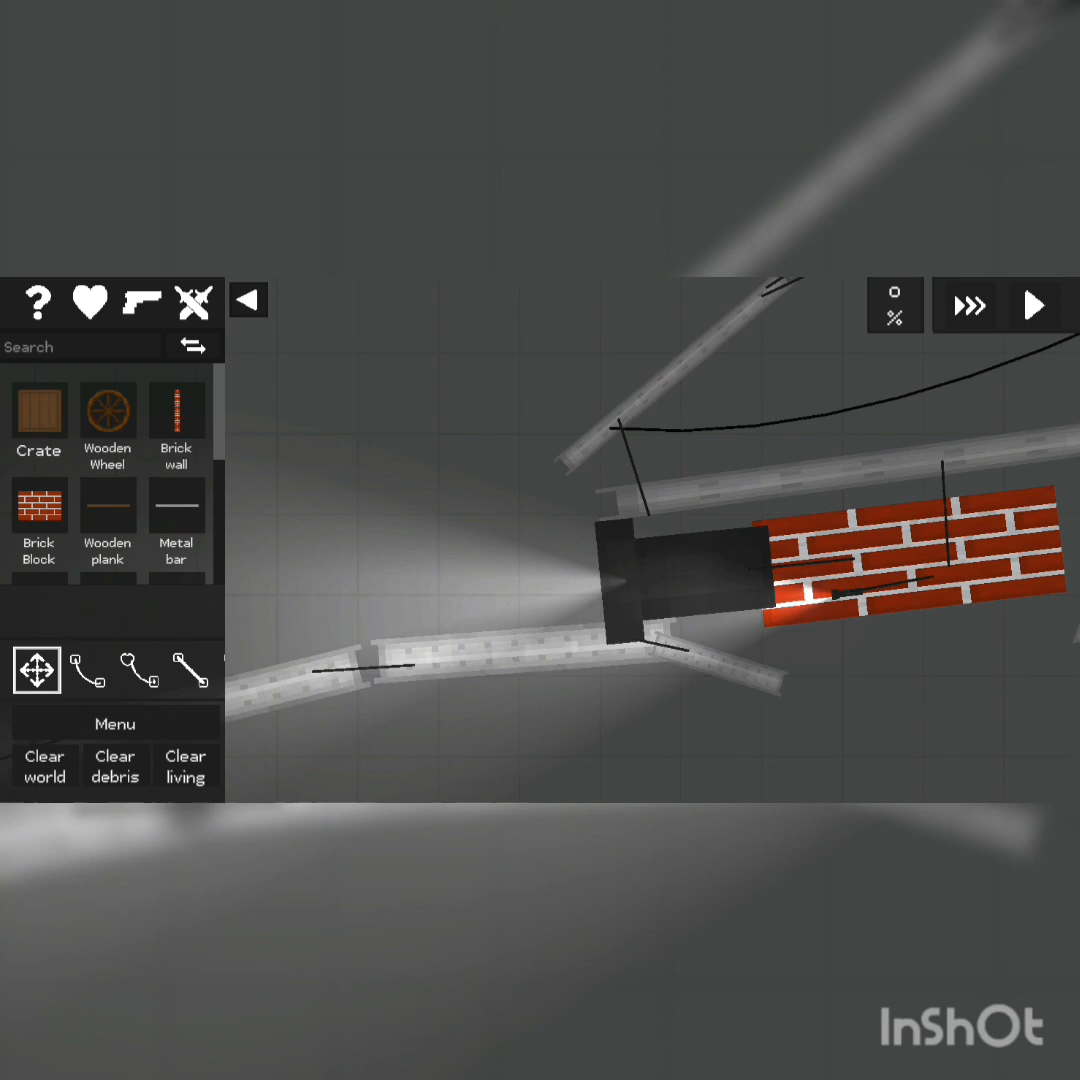 ?
Search
Crate
Wooden
Wheel
Brick
wall
Brick
Block
Wooden
plank
Metal
bar
%
Menu
Clear
world
Clear
debris
Clear
living
InShOt